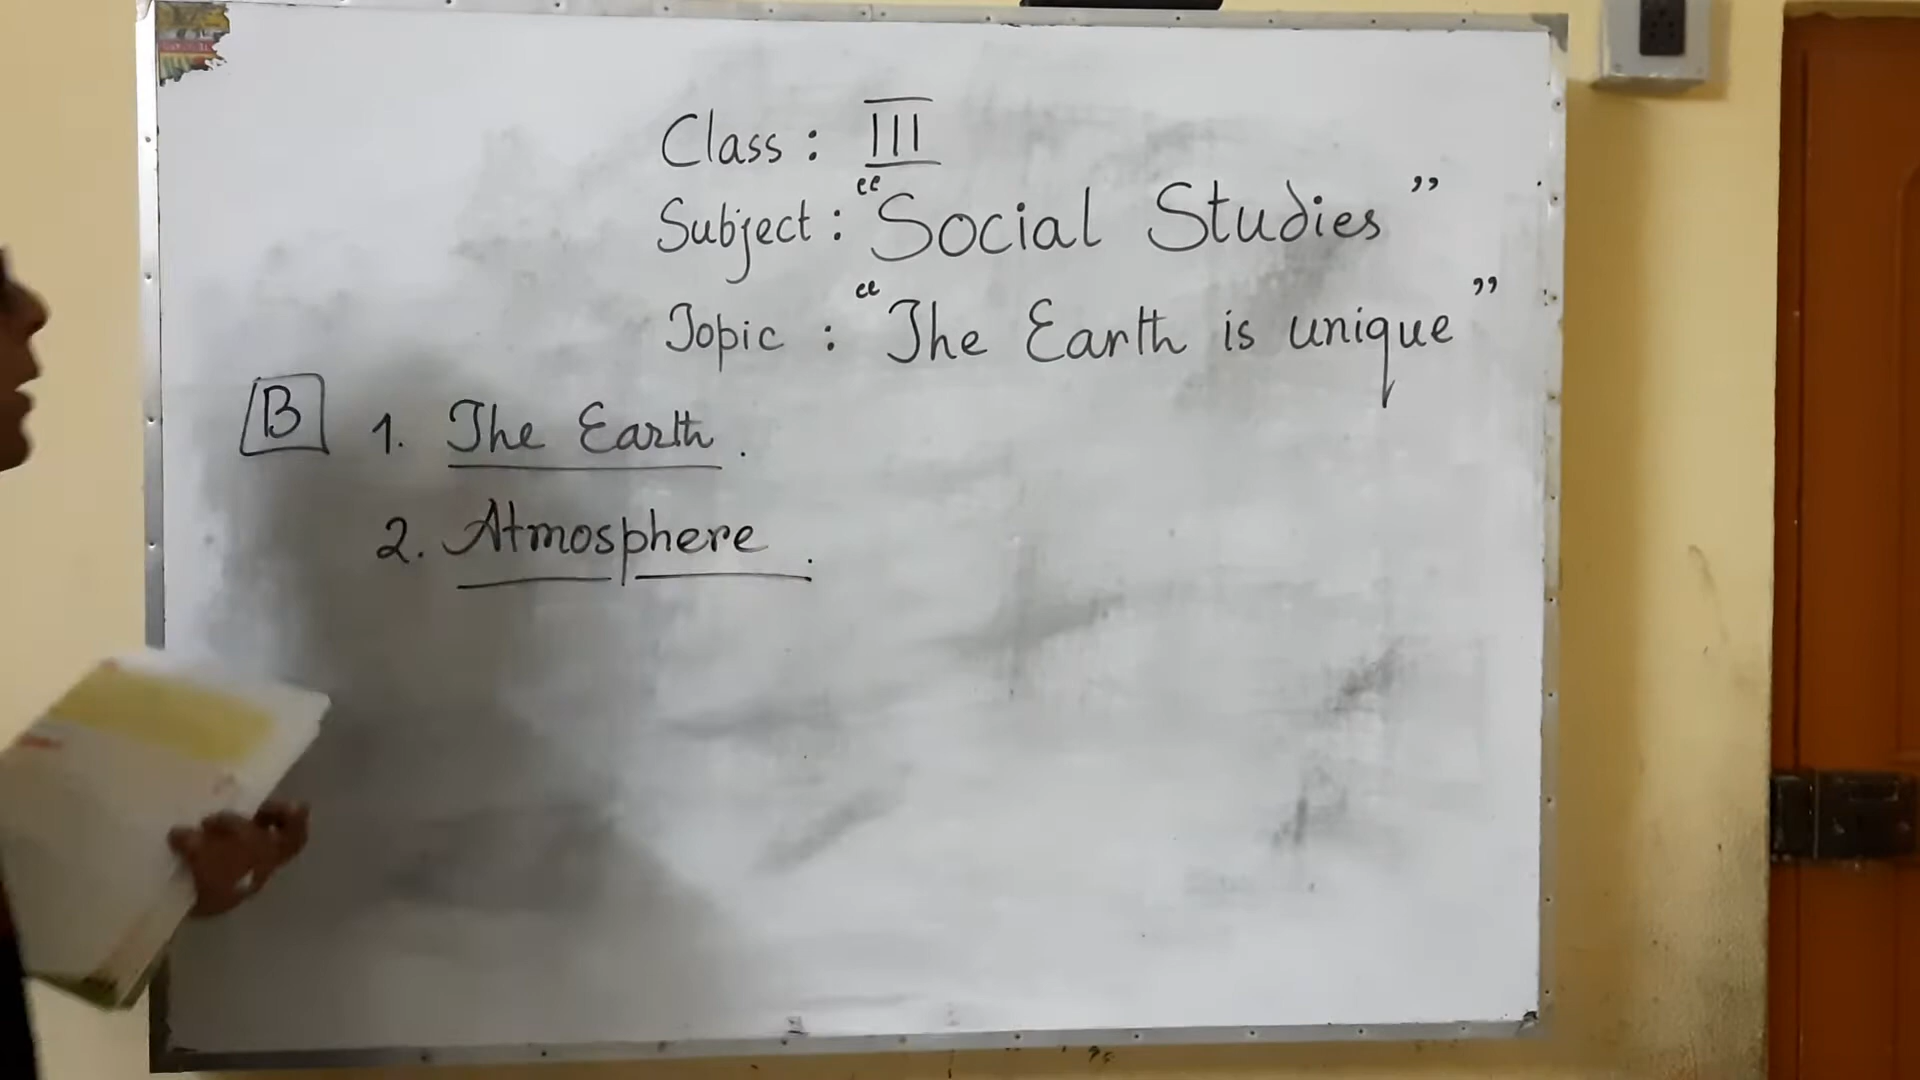 Class : III
Subject : "Social Studies"
Topic : "The Earth is unique"
B 1. The Earth.
2. Atmosphere.